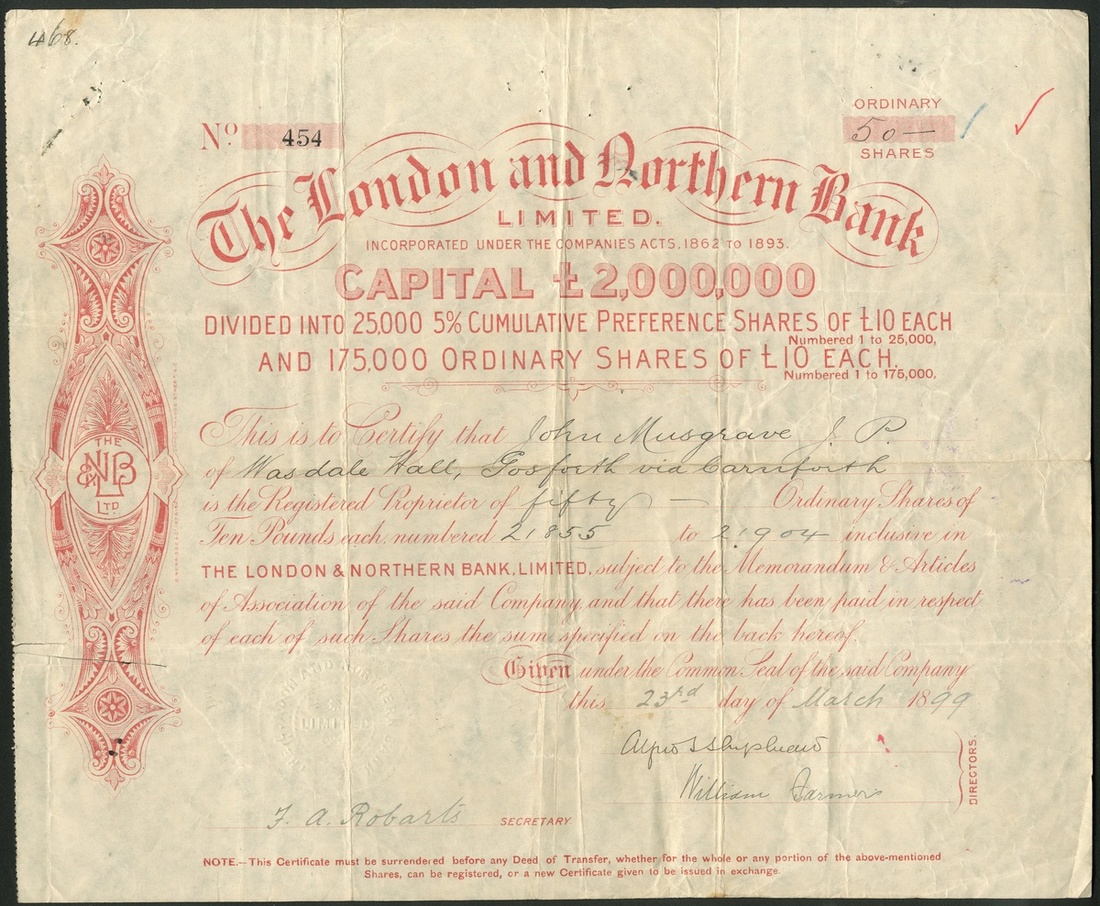 468.
No. 454
ORDINARY
50—
SHARES
The London and Northern Bank
LIMITED.
INCORPORATED UNDER THE COMPANIES ACTS, 1862 TO 1893.
CAPITAL £2,000,000
DIVIDED INTO 25,000 5% CUMULATIVE PREFERENCE SHARES OF £10 EACH
Numbered 1 to 25,000,
AND 175,000 ORDINARY SHARES OF £10 EACH.
Numbered 1 to 175,000.
This is to Certify that John Musgrave J. P.
of Wasdale Hall, Gosforth via Carnforth
is the Registered Proprietor of fifty — Ordinary Shares of
Ten Pounds each, numbered 21855 to 21904 inclusive in
THE LONDON & NORTHERN BANK, LIMITED, subject to the Memorandum & Articles
of Association of the said Company, and that there has been paid in respect
of each of such Shares the sum specified on the back hereof.
Given under the Common Seal of the said Company
this 23rd day of March 1899
THE
L&NB
LTD
LIMITED
Alfred Shepheard
William Farmer
DIRECTORS.
F. A. Robarts SECRETARY
NOTE.—This Certificate must be surrendered before any Deed of Transfer, whether for the whole or any portion of the above-mentioned
Shares, can be registered, or a new Certificate given to be issued in exchange.